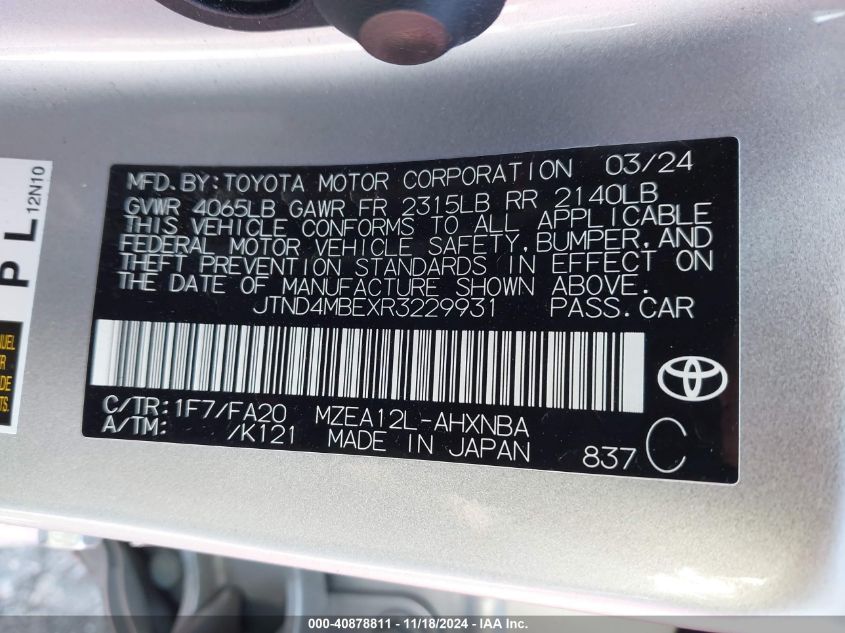 MFD.BY:TOYOTA MOTOR CORPORATION 03/24
GVWR 4065LB GAWR FR 2315LB RR 2140LB
THIS VEHICLE CONFORMS TO ALL APPLICABLE
FEDERAL MOTOR VEHICLE SAFETY,BUMPER,AND
THEFT PREVENTION STANDARDS IN EFFECT ON
THE DATE OF MANUFACTURE SHOWN ABOVE.
JTND4MBEXR3229931 PASS.CAR
C/TR:1F7/FA20 MZEA12L-AHXNBA
A/TM: /K121 MADE IN JAPAN 837 C
P L
12N10
MANUEL
000-40878811 - 11/18/2024 - IAA Inc.